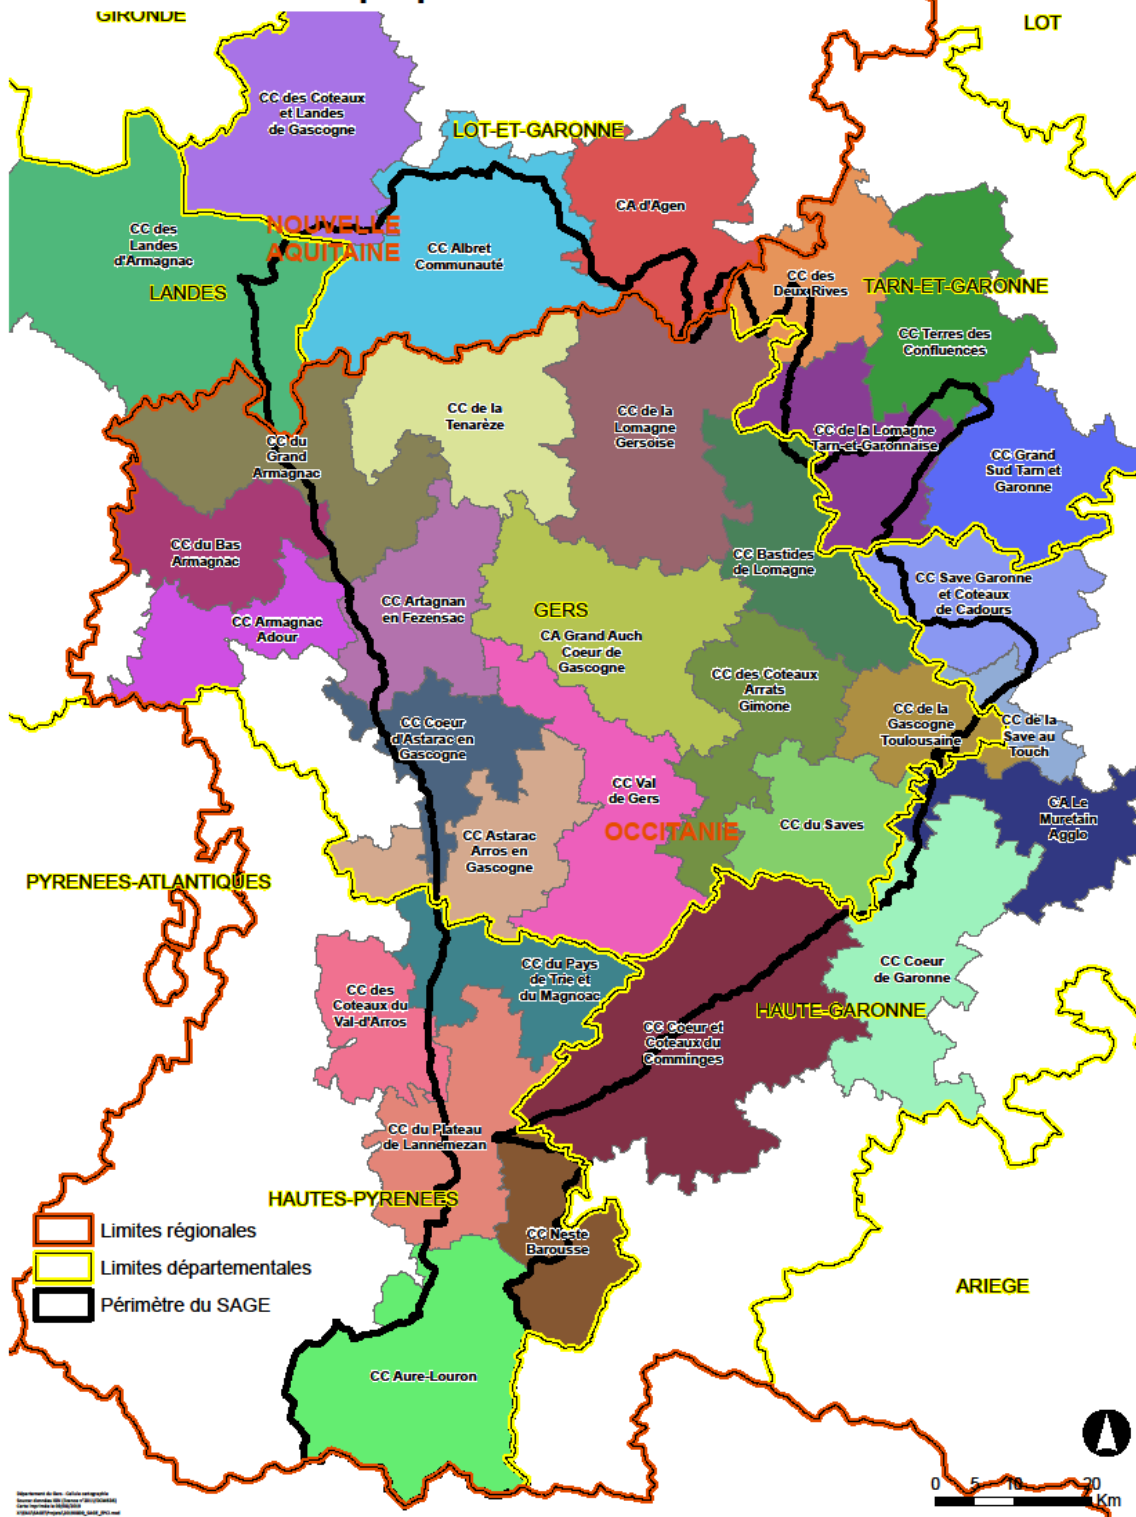 GIRONDE
LOT
CC des Coteaux
et Landes
de Gascogne
LOT-ET-GARONNE
CA d'Agen
CC des
Landes
d'Armagnac
NOUVELLE
AQUITAINE
CC Albret
Communauté
LANDES
CC des
Deux Rives
TARN-ET-GARONNE
CC Terres des
Confluences
CC de la
Tenarèze
CC de la
Lomagne
Gersoise
CC de la Lomagne
Tarn-et-Garonnaise
CC du
Grand
Armagnac
CC Grand
Sud Tarn et
Garonne
CC du Bas
Armagnac
CC Bastides
de Lomagne
CC Save Garonne
et Coteaux
de Cadours
CC Artagnan
en Fezensac
GERS
CC Armagnac
Adour
CA Grand Auch
Coeur de
Gascogne
CC des Coteaux
Arrats
Gimone
CC de la
Gascogne
Toulousaine
CC de la
Save au
Touch
CC Coeur
d'Astarac en
Gascogne
CC Val
de Gers
CA Le
Muretain
Agglo
CC du Saves
OCCITANIE
CC Astarac
Arros en
Gascogne
PYRENEES-ATLANTIQUES
CC du Pays
de Trie et
du Magnoac
CC Coeur
de Garonne
CC des
Coteaux du
Val-d'Arros
HAUTE-GARONNE
CC Coeur et
Coteaux du
Comminges
CC du Plateau
de Lannemezan
HAUTES-PYRENEES
CC Neste
Barousse
Limites régionales
Limites départementales
Périmètre du SAGE
ARIEGE
CC Aure-Louron
0 5 10 20
Km